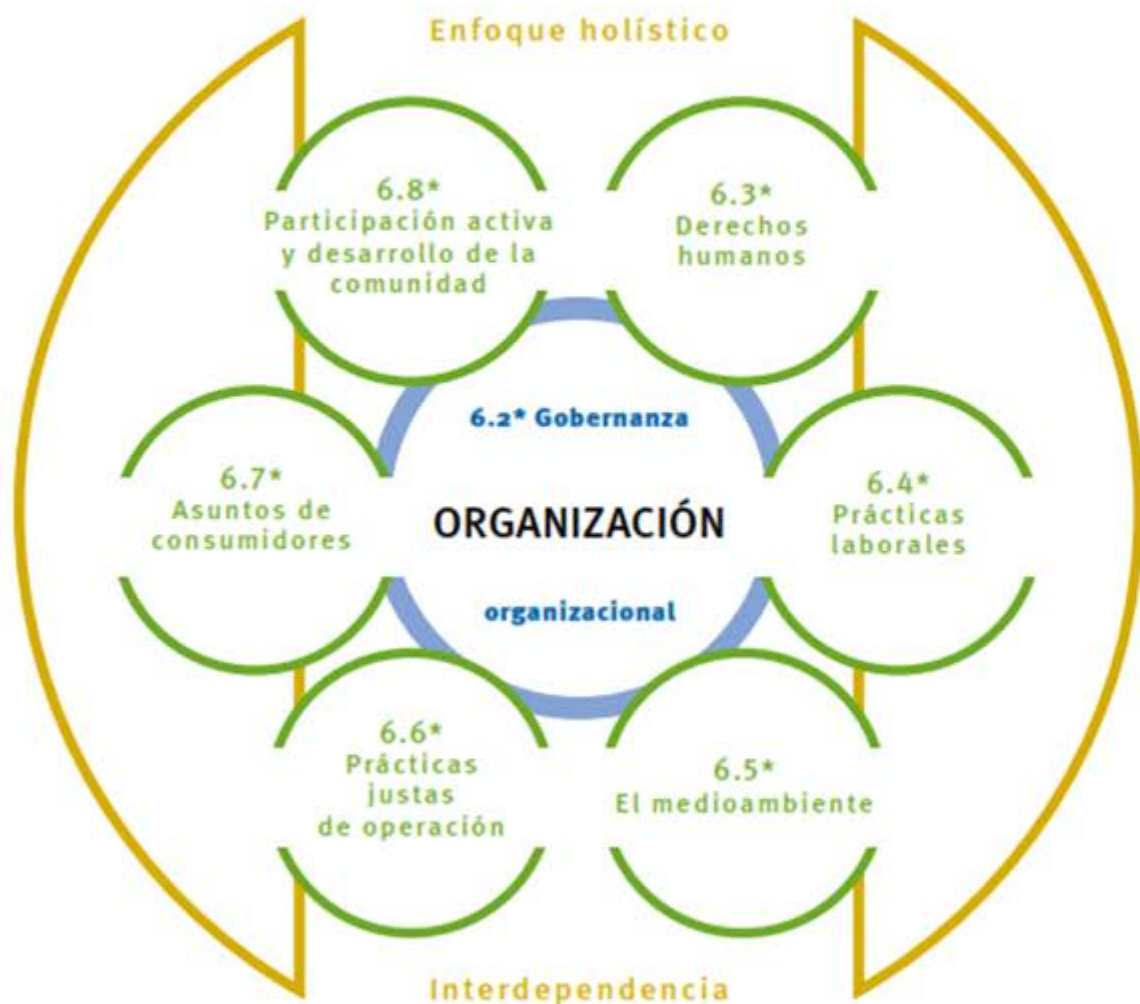 Enfoque holístico
6.8*
Participación activa
y desarrollo de la
comunidad
6.3*
Derechos
humanos
6.2* Gobernanza
6.7*
Asuntos de
consumidores
ORGANIZACIÓN
6.4*
Prácticas
laborales
organizacional
6.6*
Prácticas
justas
de operación
6.5*
El medioambiente
Interdependencia